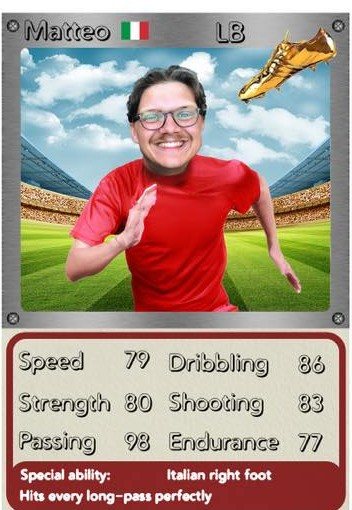 Matteo LB
Speed 79 Dribbling 86
Strength 80 Shooting 83
Passing 98 Endurance 77
Special ability: Italian right foot
Hits every long-pass perfectly